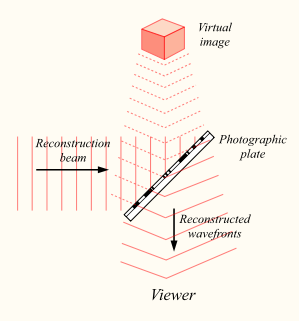 Virtual
image
Photographic
plate
Reconstruction
beam
Reconstructed
wavefronts
Viewer